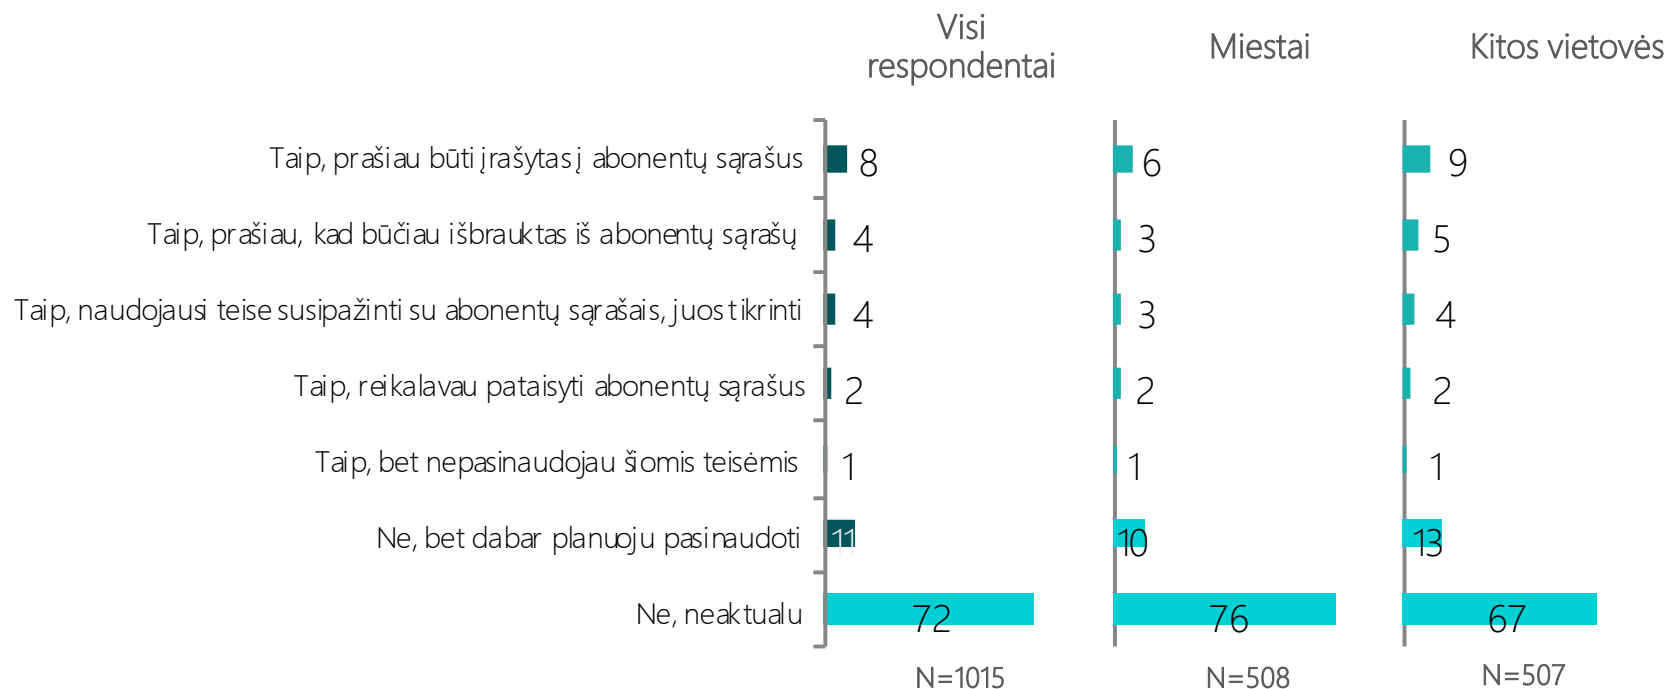 Visi
respondentai
Miestai
Kitos vietovės
Taip, prašiau būti įrašytas į abonentų sąrašus 8 6 9
Taip, prašiau, kad būčiau išbrauktas iš abonentų sąrašų 4 3 5
Taip, naudojausi teise susipažinti su abonentų sąrašais, juos tikrinti 4 3 4
Taip, reikalavau pataisyti abonentų sąrašus 2 2 2
Taip, bet nepasinaudojau šiomis teisėmis 1 1 1
Ne, bet dabar planuoju pasinaudoti 11 10 13
Ne, neaktualu 72 76 67
N=1015 N=508 N=507